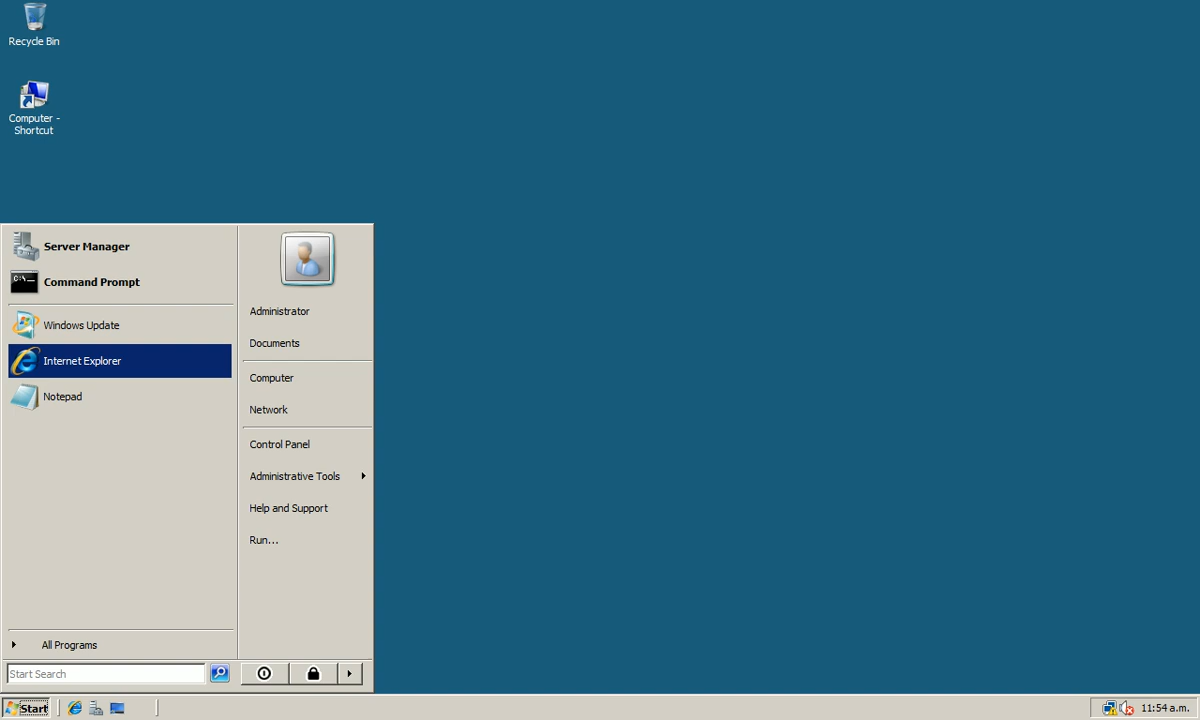 Recycle Bin
Computer -
Shortcut
Server Manager
Command Prompt
Windows Update
Internet Explorer
Notepad
All Programs
Start Search
Administrator
Documents
Computer
Network
Control Panel
Administrative Tools
Help and Support
Run...
Start
11:54 a.m.